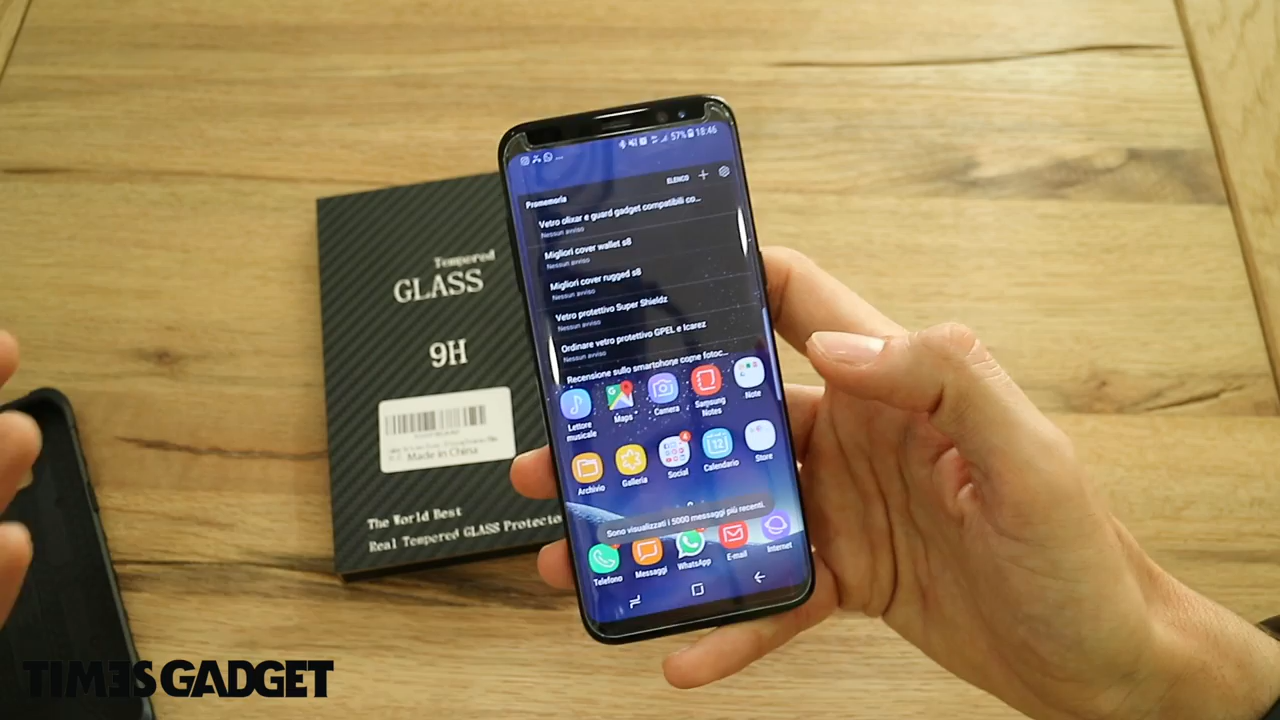 57% 18:46
ELENCO
Promemoria
Vetro olixar e guard gadget compatibili co...
Nessun avviso
Migliori cover wallet s8
Nessun avviso
Migliori cover rugged s8
Nessun avviso
Vetro protettivo Super Shieldz
Nessun avviso
Ordinare vetro protettivo GPEL e Icarez
Nessun avviso
Recensione sullo smartphone come fotoc...
Lettore musicale
Maps
Camera
Samsung Notes
Note
Archivio
Galleria
Social
12
Calendario
Store
Sono visualizzati i 5000 messaggi più recenti.
Telefono
Messaggi
WhatsApp
E-mail
Internet
Tempered
GLASS
9H
Made in China
The World Best
Real Tempered GLASS Protecto
TIMES GADGET